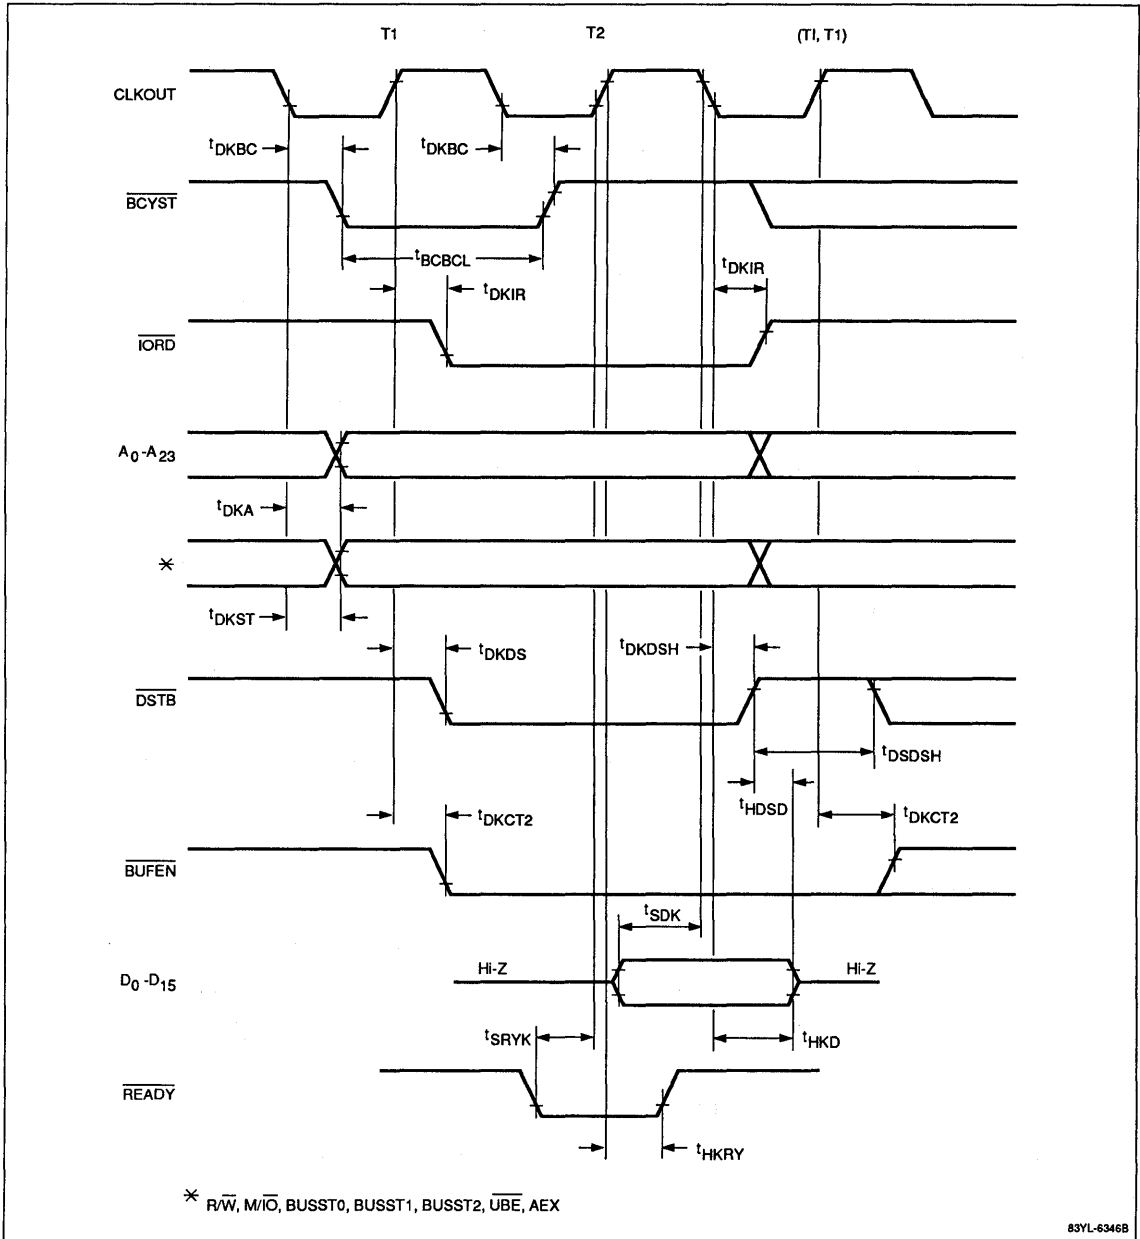 T1 T2 (TI, T1)
CLKOUT
tDKBC tDKBC
BCYST
tBCBCL
tDKIR tDKIR
IORD
A0-A23
tDKA
*
tDKST
tDKDS tDKDSH
DSTB
tDSDSH
tHDSD
tDKCT2 tDKCT2
BUFEN
tSDK
Hi-Z Hi-Z
D0-D15
tSRYK tHKD
READY
tHKRY
* R/W, M/IO, BUSST0, BUSST1, BUSST2, UBE, AEX
83YL-6346B